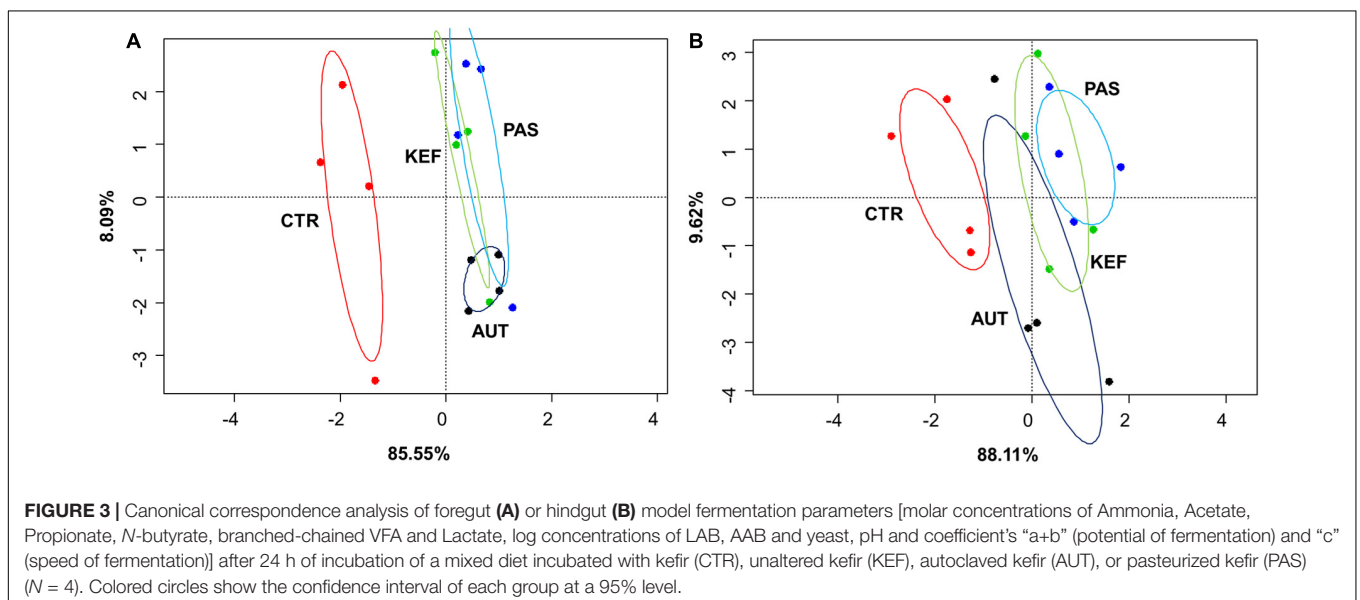 A
B
2
1
0
-1
-2
-3
8.09%
CTR
KEF
PAS
AUT
-4
-2
0
2
4
85.55%
3
2
1
0
-1
-2
-3
-4
9.62%
CTR
PAS
KEF
AUT
-4
-2
0
2
4
88.11%
FIGURE 3 | Canonical correspondence analysis of foregut (A) or hindgut (B) model fermentation parameters [molar concentrations of Ammonia, Acetate,
Propionate, N-butyrate, branched-chained VFA and Lactate, log concentrations of LAB, AAB and yeast, pH and coefficient's "a+b" (potential of fermentation) and "c"
(speed of fermentation)] after 24 h of incubation of a mixed diet incubated with kefir (CTR), unaltered kefir (KEF), autoclaved kefir (AUT), or pasteurized kefir (PAS)
(N = 4). Colored circles show the confidence interval of each group at a 95% level.